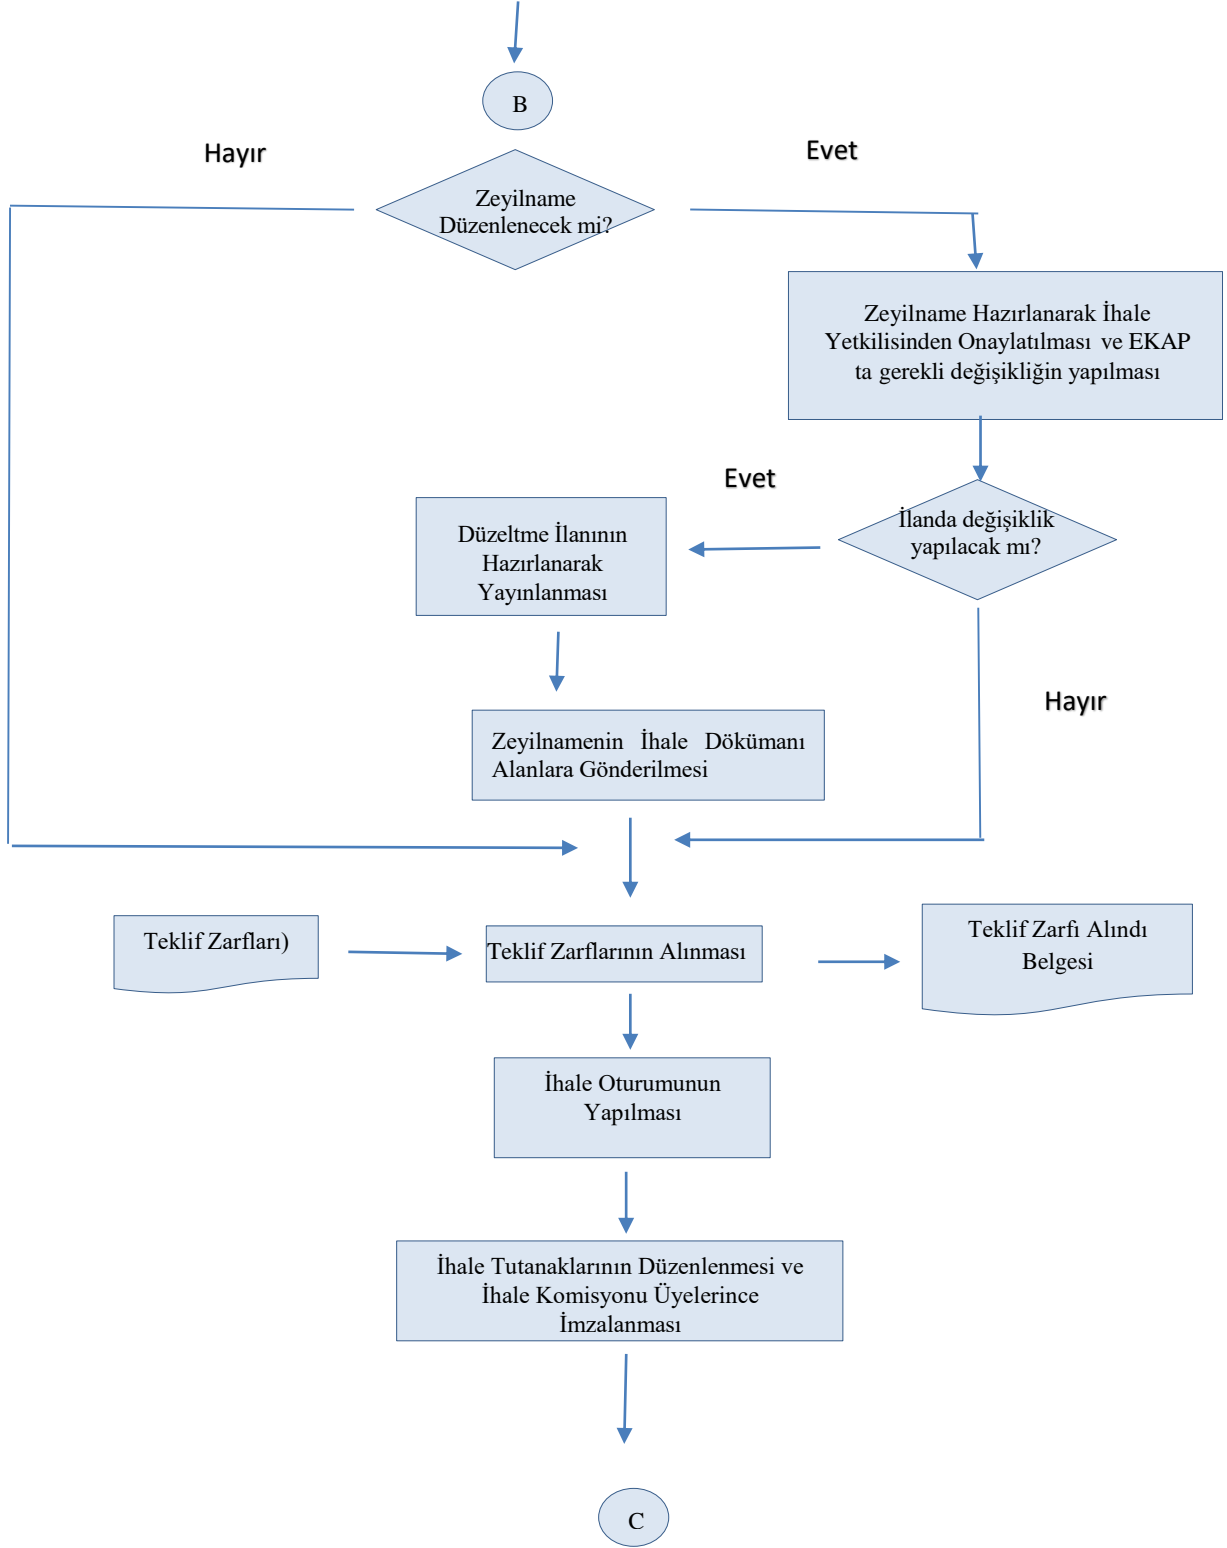 B
Hayır
Evet
Zeyilname
Düzenlenecek mi?
Zeyilname Hazırlanarak İhale
Yetkilisinden Onaylatılması ve EKAP
ta gerekli değişikliğin yapılması
Evet
İlanda değişiklik
yapılacak mı?
Düzeltme İlanının
Hazırlanarak
Yayınlanması
Hayır
Zeyilnamenin İhale Dökümanı
Alanlara Gönderilmesi
Teklif Zarfları)
Teklif Zarflarının Alınması
Teklif Zarfı Alındı
Belgesi
İhale Oturumunun
Yapılması
İhale Tutanaklarının Düzenlenmesi ve
İhale Komisyonu Üyelerince
İmzalanması
C